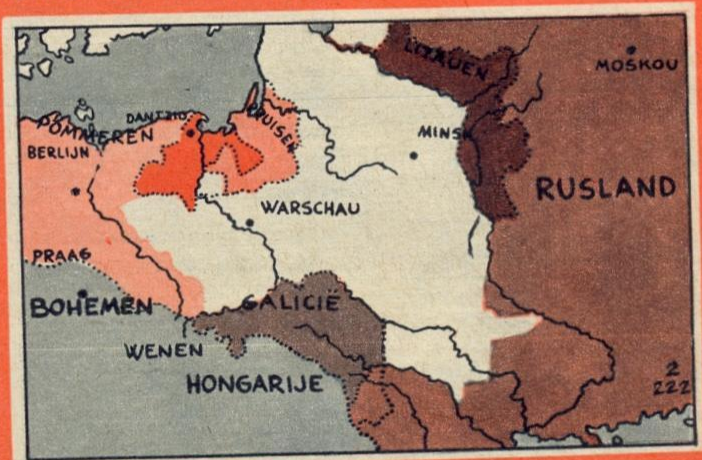 LITAUEN
MOSKOU
DANTZIG
PRUISEN
POMMEREN
MINSK
BERLIJN
RUSLAND
WARSCHAU
PRAAG
BOHEMEN
GALICIË
WENEN
HONGARIJE
2
222